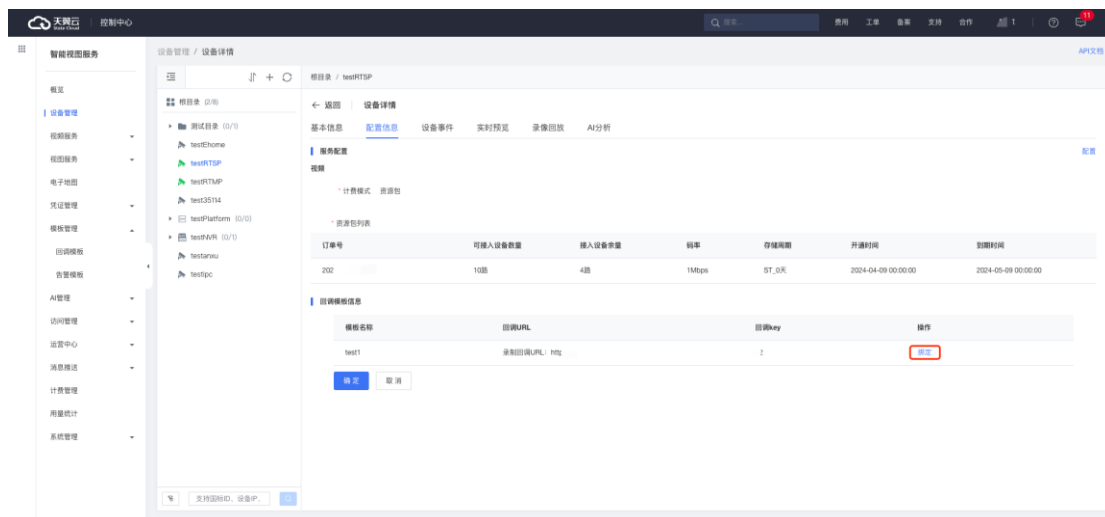 天翼云 控制中心 搜索... 费用 工单 备案 支持 合作 11
State Cloud
智能视图服务 设备管理 / 设备详情 API文档
根目录 / testRTSP
概览 根目录 (2/8) 返回 设备详情
设备管理 测试目录 (0/1) 基本信息 配置信息 设备事件 实时预览 录像回放 AI分析
视频服务 testEhome 服务配置 配置
视图服务 testRTSP 视频
电子地图 testRTMP * 计费模式 资源包
凭证管理 test35114
模板管理 testPlatform (0/0) * 资源包列表
回调模板 testNVR (0/1) 订单号 可接入设备数量 接入设备余量 码率 存储周期 开通时间 到期时间
告警模板 testanxu
testipc 202 10路 4路 1Mbps ST_0天 2024-04-09 00:00:00 2024-05-09 00:00:00
AI管理 回调模板信息
访问管理 模板名称 回调URL 回调key 操作
运营中心 test1 录制回调URL: http 绑定
消息推送 确定 取消
计费管理
用量统计
系统管理
支持国标ID、设备IP、